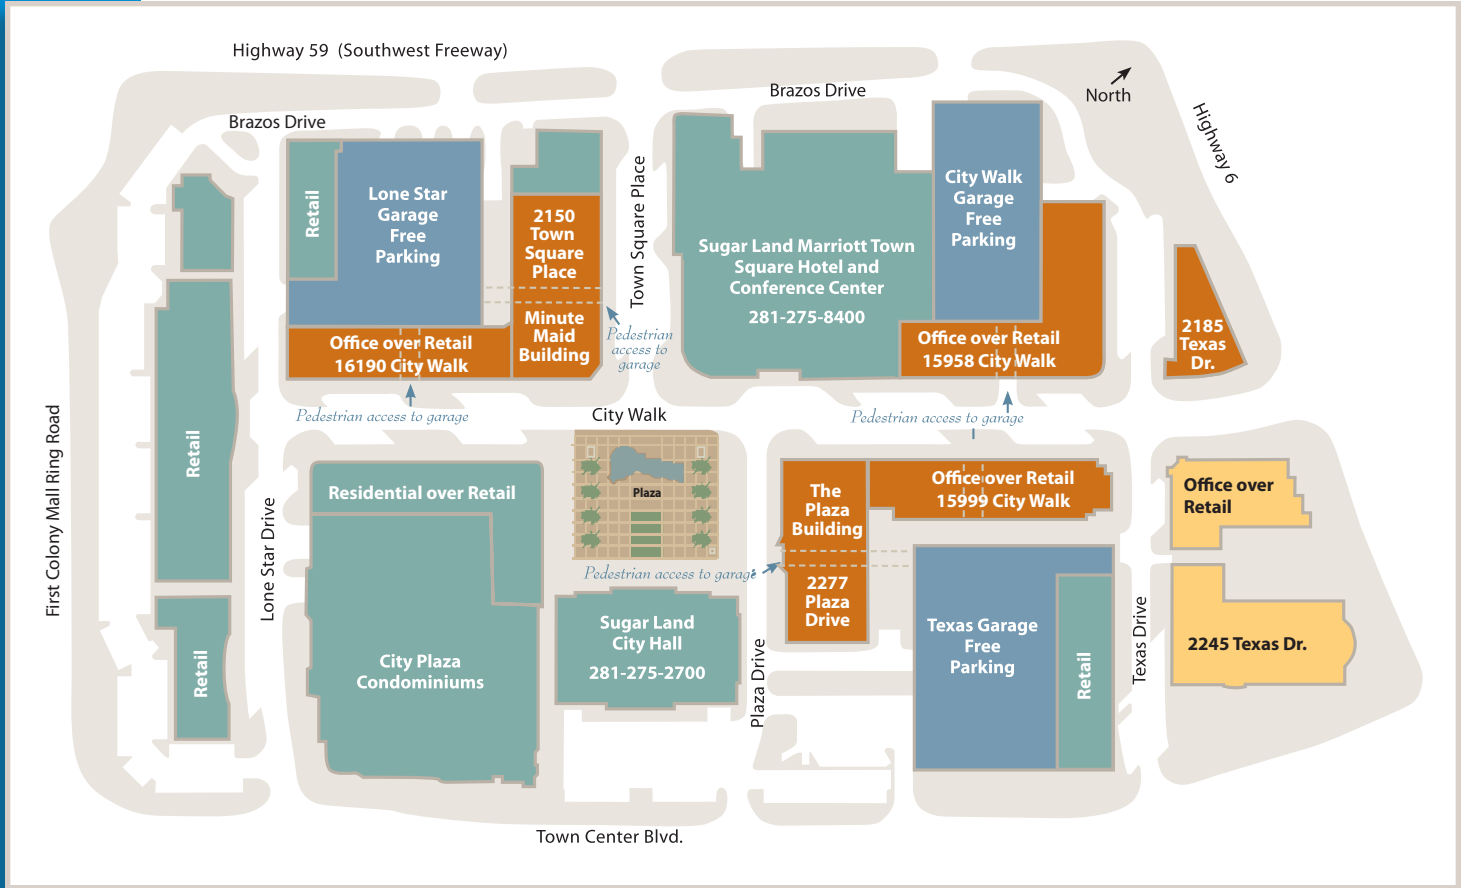 Highway 59  (Southwest Freeway)
Brazos Drive
Brazos Drive
North
Highway 6
Retail
Lone Star
Garage
Free
Parking
2150
Town
Square
Place
Minute
Maid
Building
Town Square Place
Pedestrian
access to
garage
Office over Retail
16190 City Walk
Pedestrian access to garage
Sugar Land Marriott Town
Square Hotel and
Conference Center
281-275-8400
City Walk
Garage
Free
Parking
Office over Retail
15958 City Walk
Pedestrian access to garage
2185
Texas
Dr.
First Colony Mall Ring Road
Retail
Retail
Lone Star Drive
City Walk
Plaza
Residential over Retail
City Plaza
Condominiums
Pedestrian access to garage
Sugar Land
City Hall
281-275-2700
Plaza Drive
The
Plaza
Building
2277
Plaza
Drive
Office over Retail
15999 City Walk
Texas Garage
Free
Parking
Retail
Texas Drive
Office over
Retail
2245 Texas Dr.
Town Center Blvd.